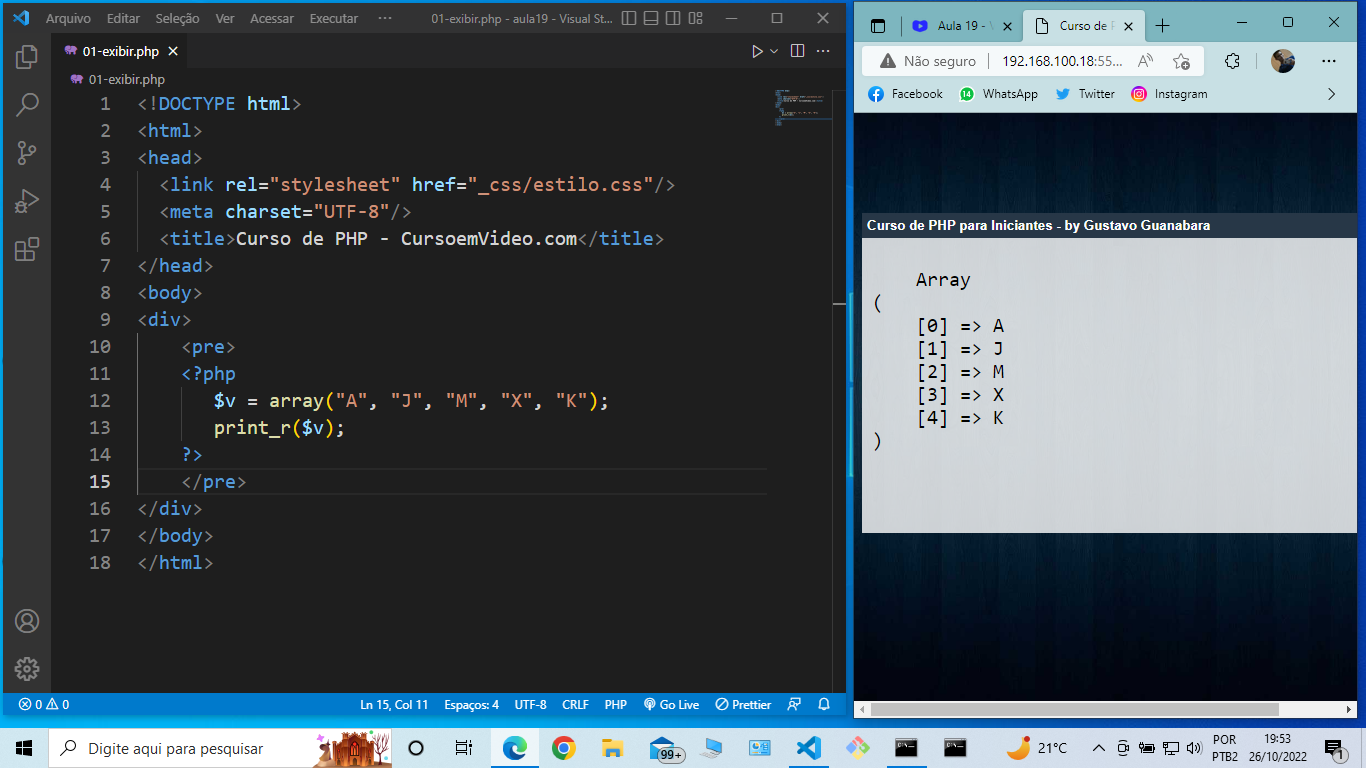 Arquivo Editar Seleção Ver Acessar Executar ··· 01-exibir.php - aula19 - Visual St...
01-exibir.php
01-exibir.php
1 <!DOCTYPE html>
2 <html>
3 <head>
4 <link rel="stylesheet" href="_css/estilo.css"/>
5 <meta charset="UTF-8"/>
6 <title>Curso de PHP - CursoemVideo.com</title>
7 </head>
8 <body>
9 <div>
10 <pre>
11 <?php
12 $v = array("A", "J", "M", "X", "K");
13 print_r($v);
14 ?>
15 </pre>
16 </div>
17 </body>
18 </html>
0 0 Ln 15, Col 11 Espaços: 4 UTF-8 CRLF PHP Go Live Prettier
Aula 19 - Curso de
Não seguro 192.168.100.18:55...
Facebook WhatsApp Twitter Instagram
Curso de PHP para Iniciantes - by Gustavo Guanabara
Array
(
[0] => A
[1] => J
[2] => M
[3] => X
[4] => K
)
Digite aqui para pesquisar
99+
21°C
POR
PTB2
19:53
26/10/2022
1